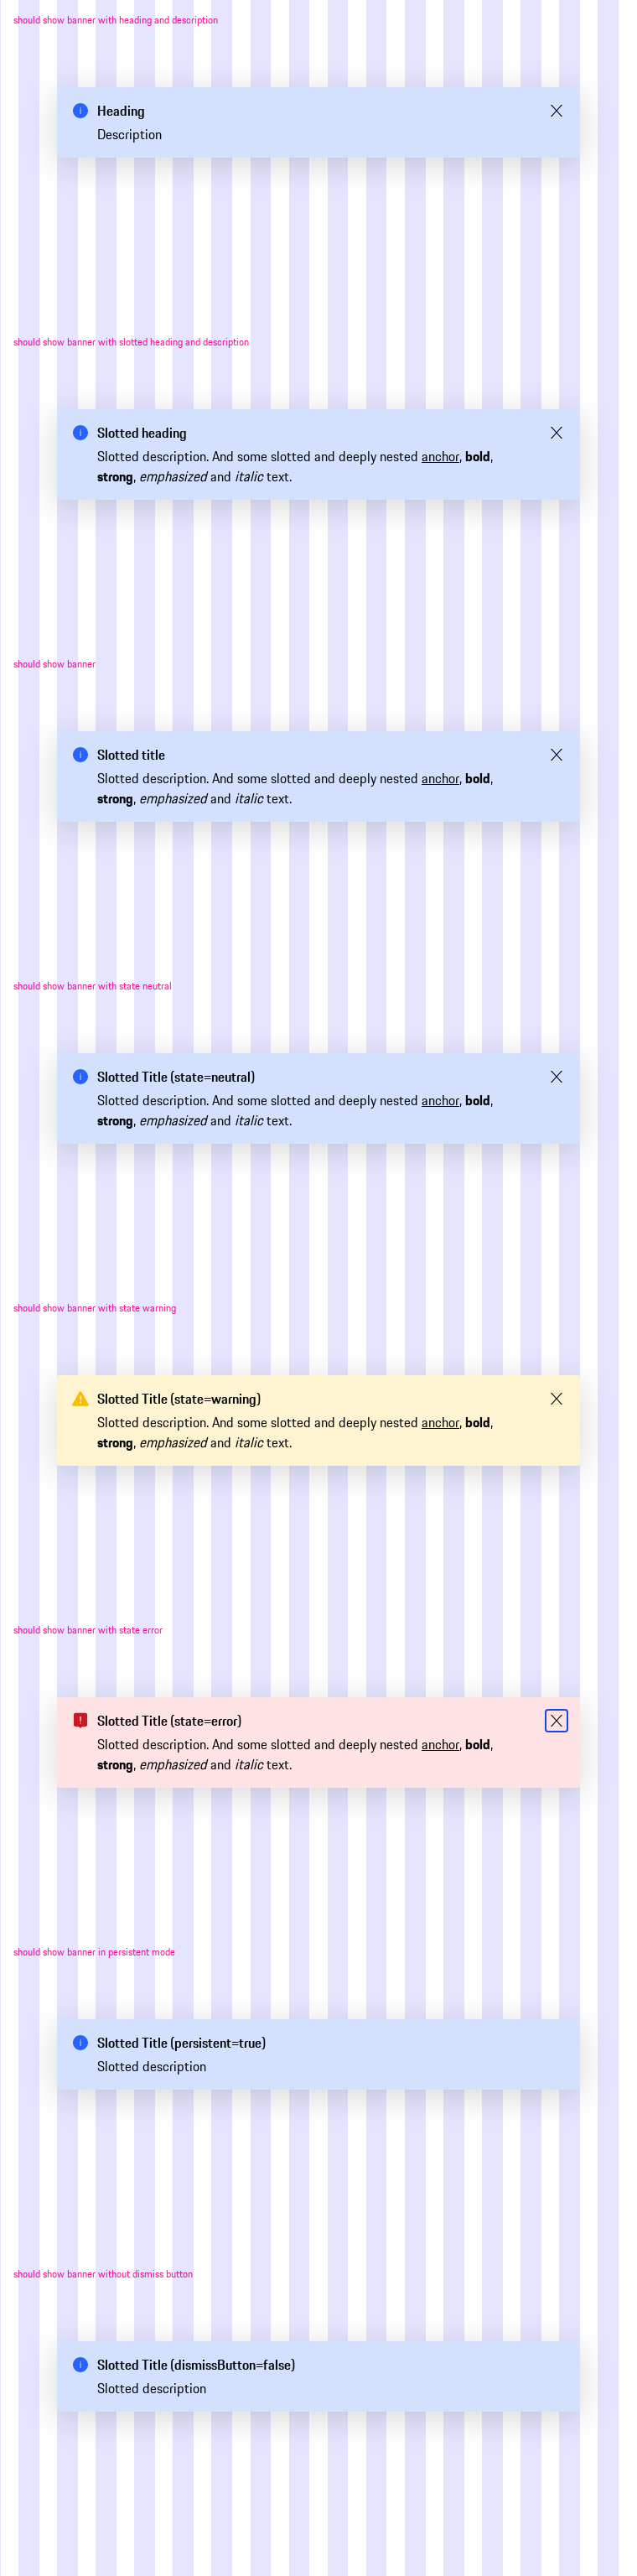 should show banner with heading and description
Heading
Description
should show banner with slotted heading and description
Slotted heading
Slotted description. And some slotted and deeply nested anchor, bold,
strong, emphasized and italic text.
should show banner
Slotted title
Slotted description. And some slotted and deeply nested anchor, bold,
strong, emphasized and italic text.
should show banner with state neutral
Slotted Title (state=neutral)
Slotted description. And some slotted and deeply nested anchor, bold,
strong, emphasized and italic text.
should show banner with state warning
Slotted Title (state=warning)
Slotted description. And some slotted and deeply nested anchor, bold,
strong, emphasized and italic text.
should show banner with state error
Slotted Title (state=error)
Slotted description. And some slotted and deeply nested anchor, bold,
strong, emphasized and italic text.
should show banner in persistent mode
Slotted Title (persistent=true)
Slotted description
should show banner without dismiss button
Slotted Title (dismissButton=false)
Slotted description